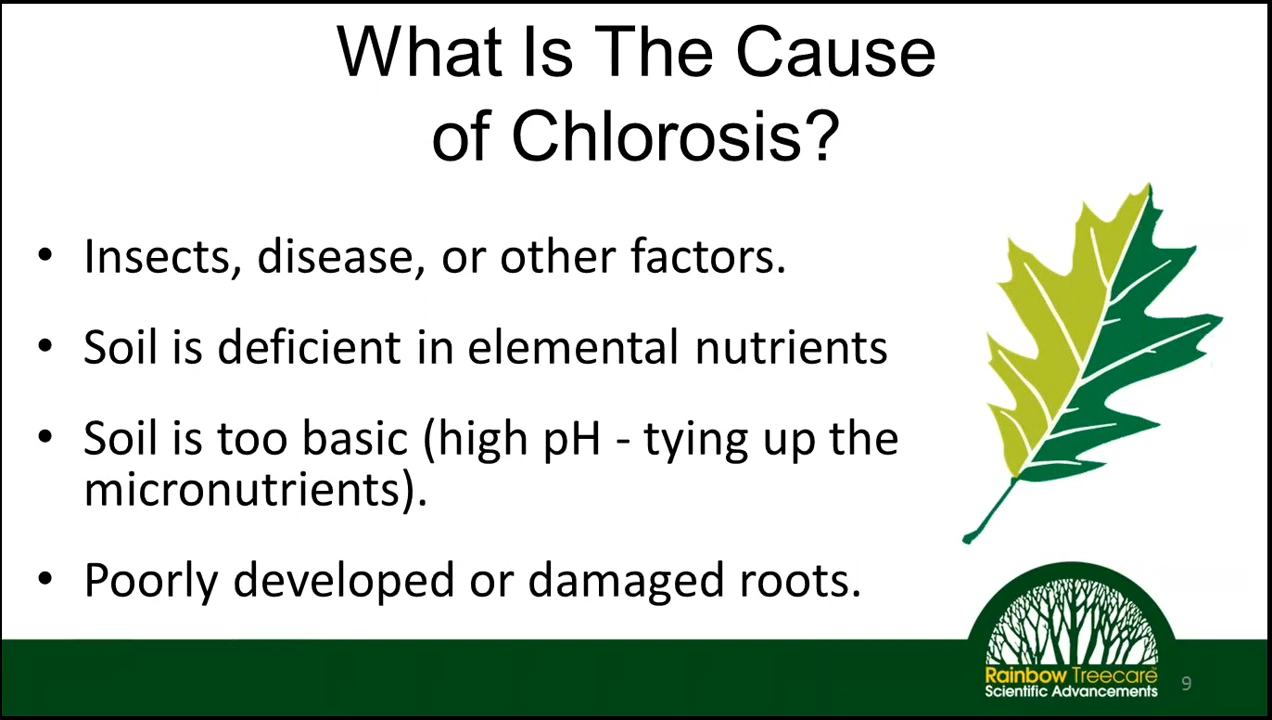 What Is The Cause
of Chlorosis?
• Insects, disease, or other factors.
• Soil is deficient in elemental nutrients
• Soil is too basic (high pH - tying up the
micronutrients).
• Poorly developed or damaged roots.
Rainbow Treecare
Scientific Advancements
9